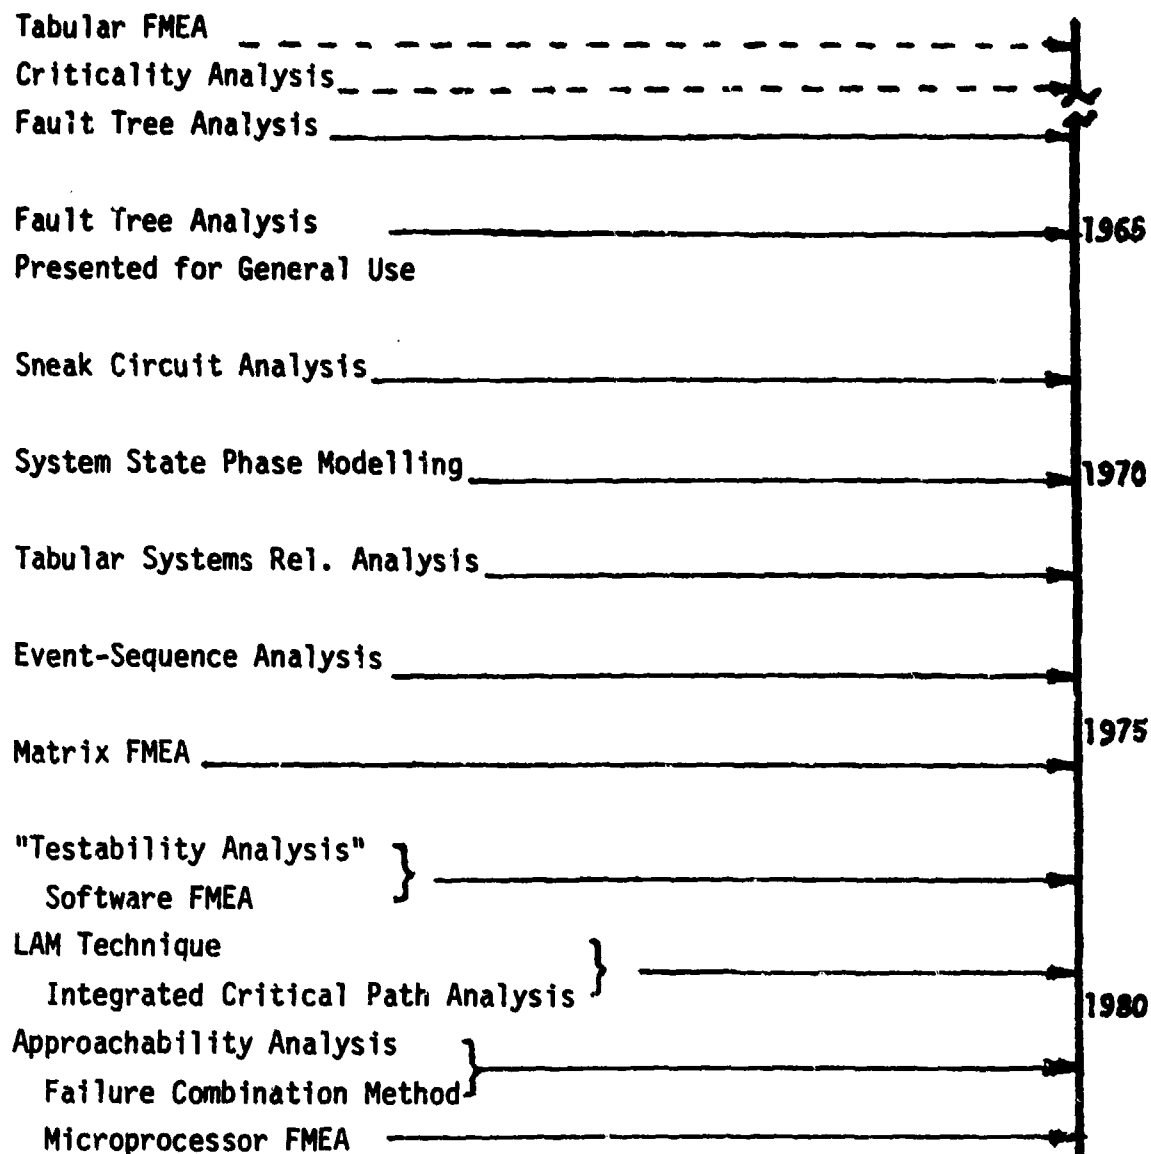 Tabular FMEA
Criticality Analysis
Fault Tree Analysis
Fault Tree Analysis
1965
Presented for General Use
Sneak Circuit Analysis
System State Phase Modelling
1970
Tabular Systems Rel. Analysis
Event-Sequence Analysis
1975
Matrix FMEA
"Testability Analysis"
Software FMEA
LAM Technique
Integrated Critical Path Analysis
1980
Approachability Analysis
Failure Combination Method
Microprocessor FMEA